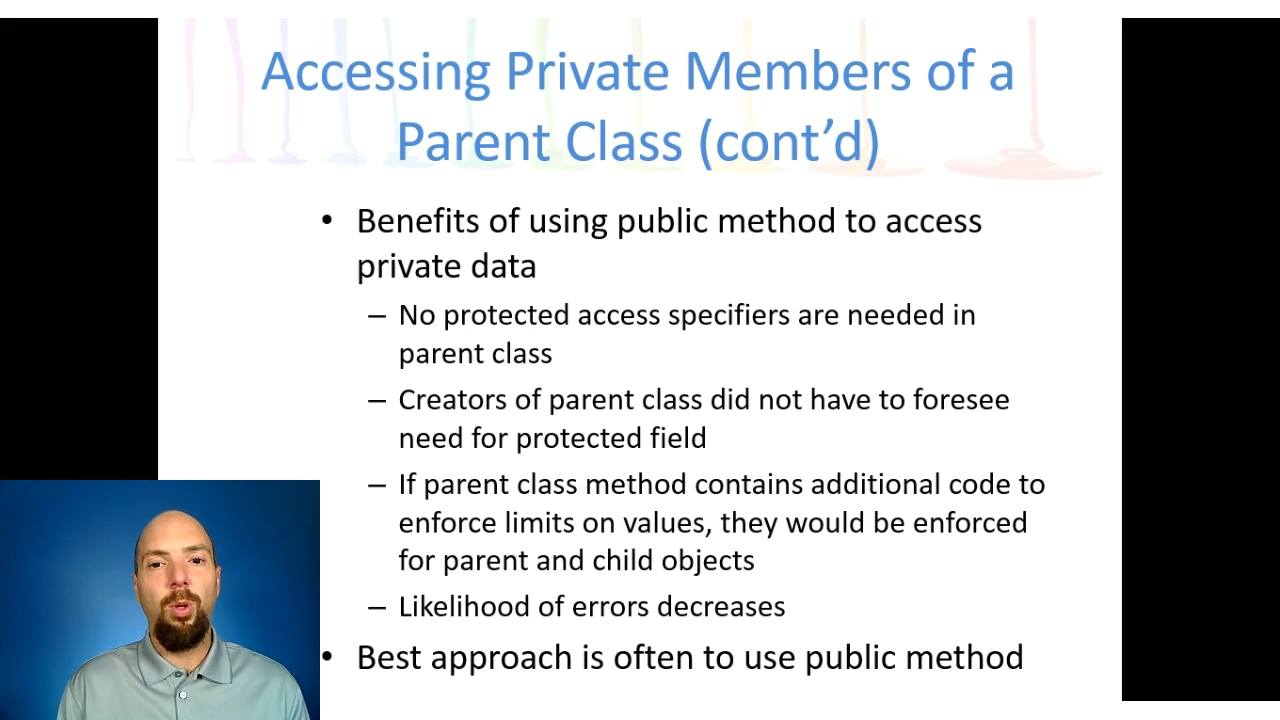 Accessing Private Members of a
Parent Class (cont’d)
• Benefits of using public method to access
private data
– No protected access specifiers are needed in
parent class
– Creators of parent class did not have to foresee
need for protected field
– If parent class method contains additional code to
enforce limits on values, they would be enforced
for parent and child objects
– Likelihood of errors decreases
• Best approach is often to use public method